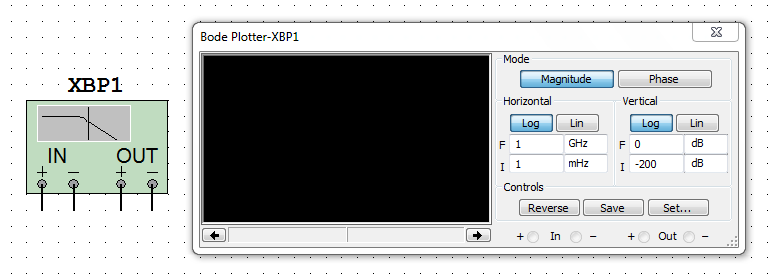 XBP1
IN OUT
+ - + -
Bode Plotter-XBP1
Mode
Magnitude Phase
Horizontal Vertical
Log Lin Log Lin
F 1 GHz F 0 dB
I 1 mHz I -200 dB
Controls
Reverse Save Set...
+ In - + Out -